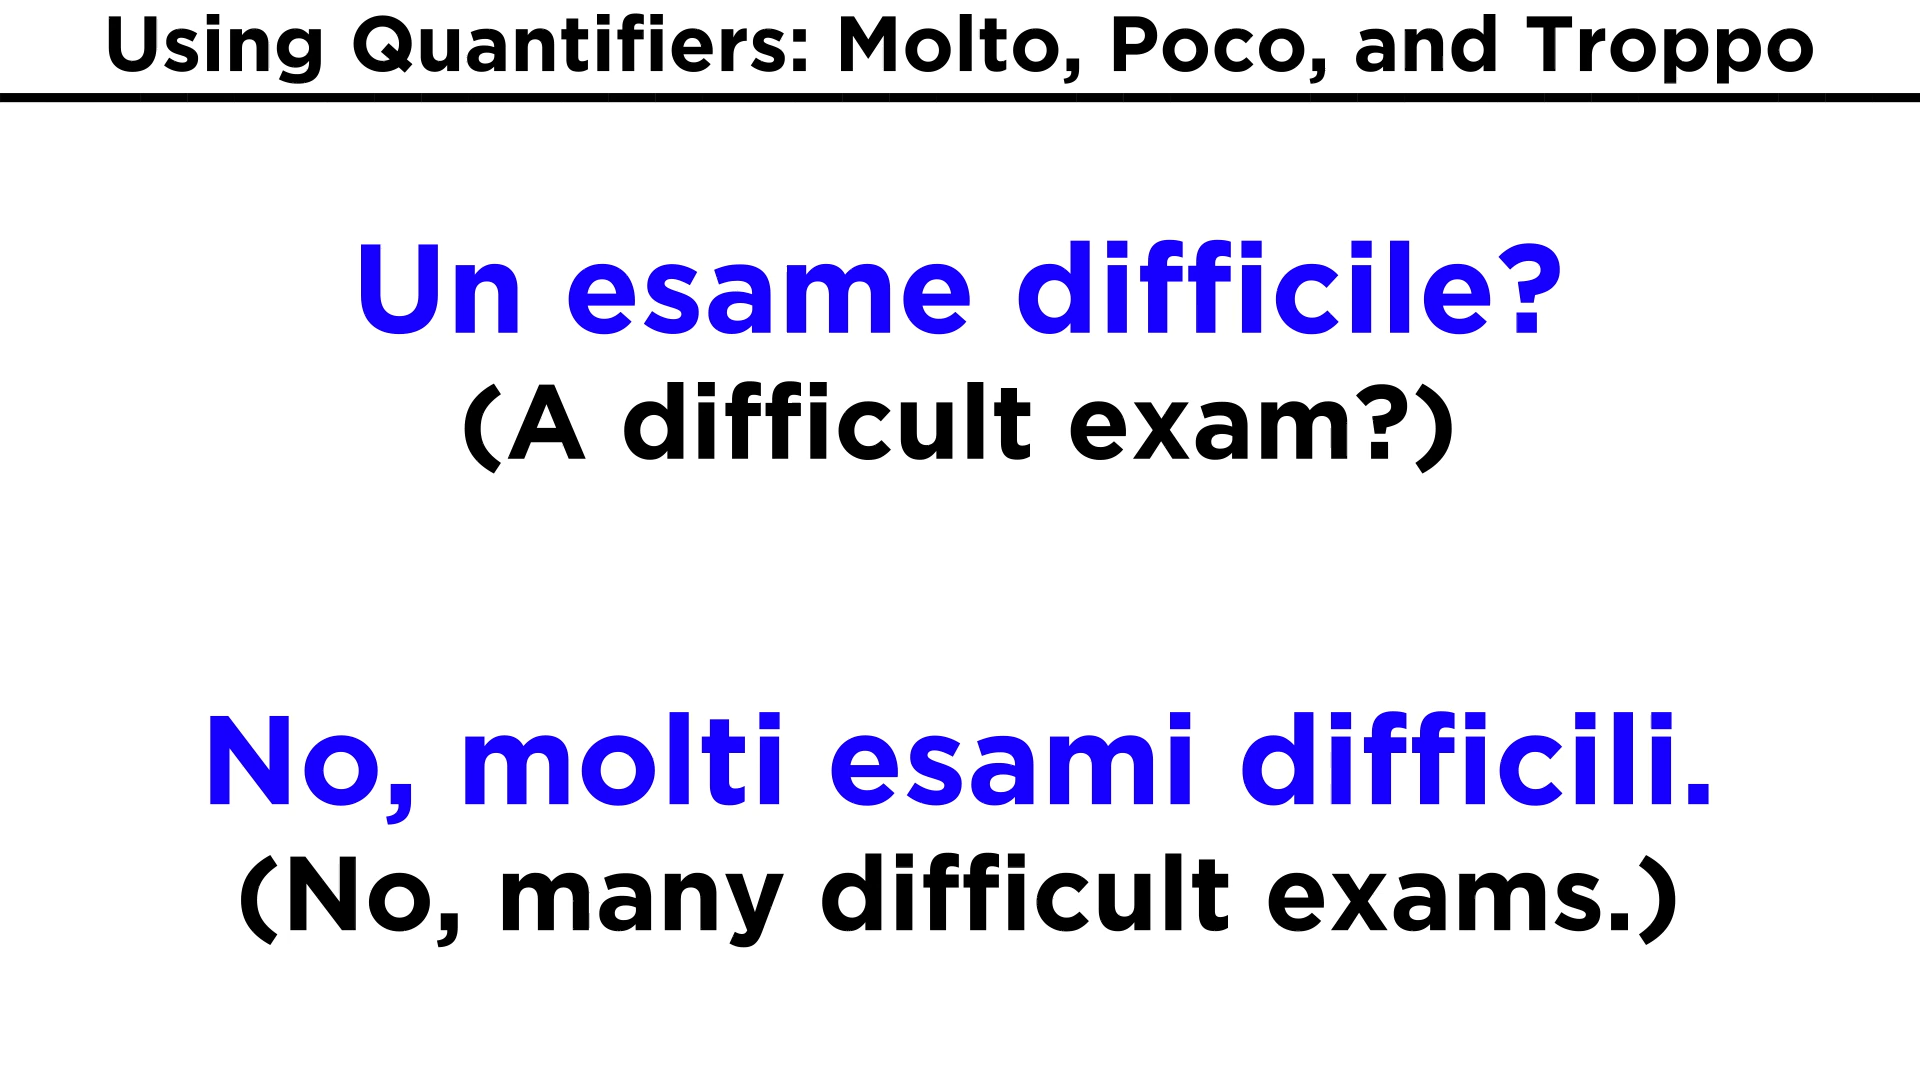 Using Quantifiers: Molto, Poco, and Troppo
Un esame difficile?
(A difficult exam?)
No, molti esami difficili.
(No, many difficult exams.)